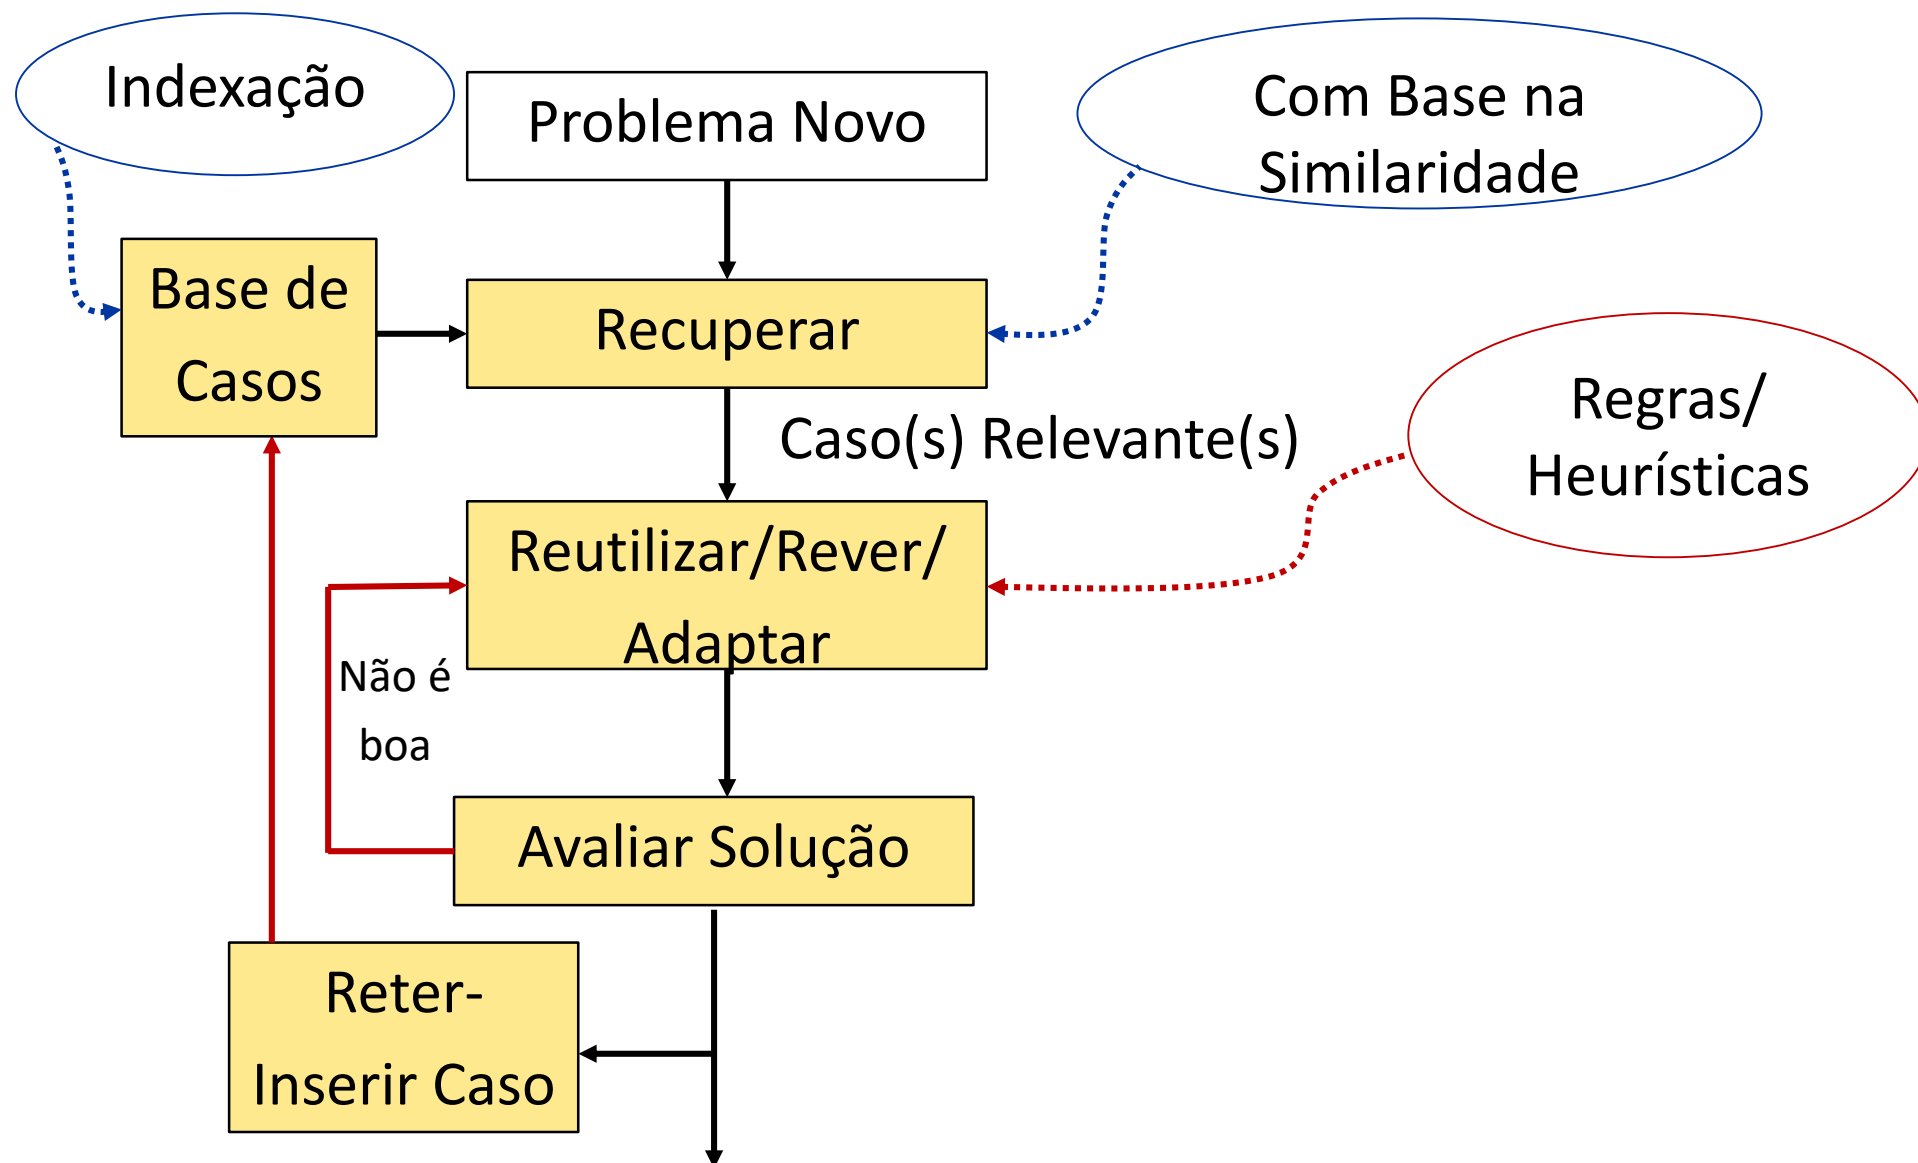 Indexação
Problema Novo
Com Base na
Similaridade
Base de
Casos
Recuperar
Caso(s) Relevante(s)
Regras/
Heurísticas
Reutilizar/Rever/
Adaptar
Não é
boa
Avaliar Solução
Reter-
Inserir Caso